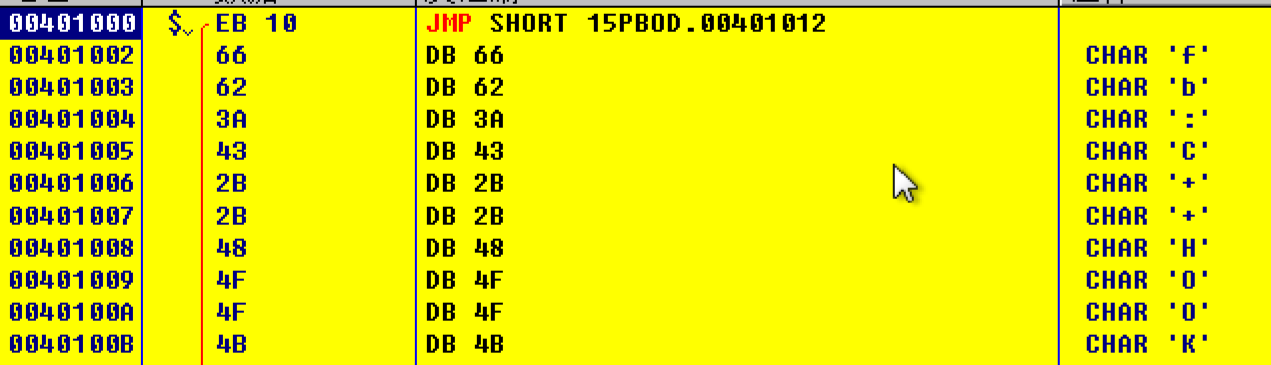 00401000 $ EB 10 JMP SHORT 15PBOD.00401012
00401002 66 DB 66 CHAR 'f'
00401003 62 DB 62 CHAR 'b'
00401004 3A DB 3A CHAR ':'
00401005 43 DB 43 CHAR 'C'
00401006 2B DB 2B CHAR '+'
00401007 2B DB 2B CHAR '+'
00401008 48 DB 48 CHAR 'H'
00401009 4F DB 4F CHAR 'O'
0040100A 4F DB 4F CHAR 'O'
0040100B 4B DB 4B CHAR 'K'